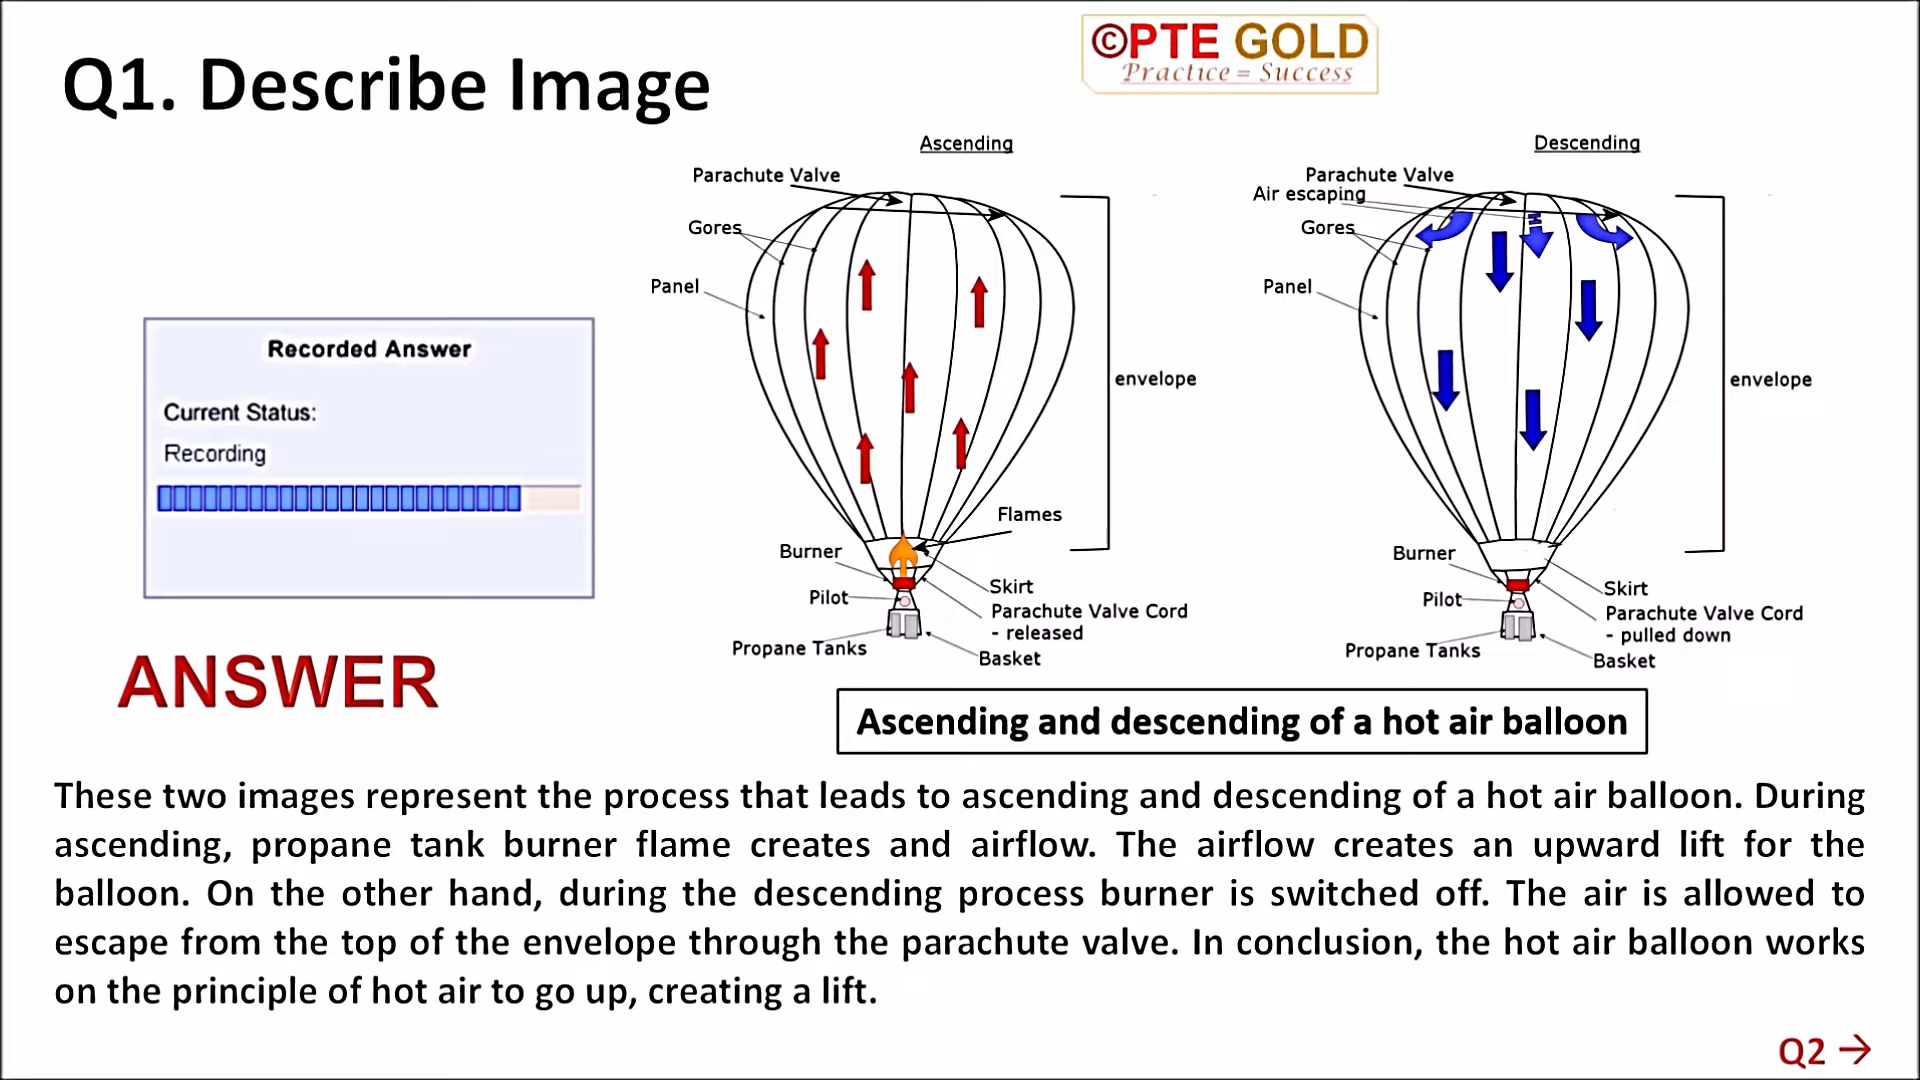 Q1. Describe Image
©PTE GOLD
Practice = Success
Recorded Answer
Current Status:
Recording
ANSWER
Ascending
Parachute Valve
Gores
Panel
envelope
Flames
Burner
Skirt
Pilot
Parachute Valve Cord
- released
Propane Tanks
Basket
Descending
Parachute Valve
Air escaping
Gores
Panel
envelope
Burner
Skirt
Pilot
Parachute Valve Cord
- pulled down
Propane Tanks
Basket
Ascending and descending of a hot air balloon
These two images represent the process that leads to ascending and descending of a hot air balloon. During
ascending, propane tank burner flame creates and airflow. The airflow creates an upward lift for the
balloon. On the other hand, during the descending process burner is switched off. The air is allowed to
escape from the top of the envelope through the parachute valve. In conclusion, the hot air balloon works
on the principle of hot air to go up, creating a lift.
Q2 →